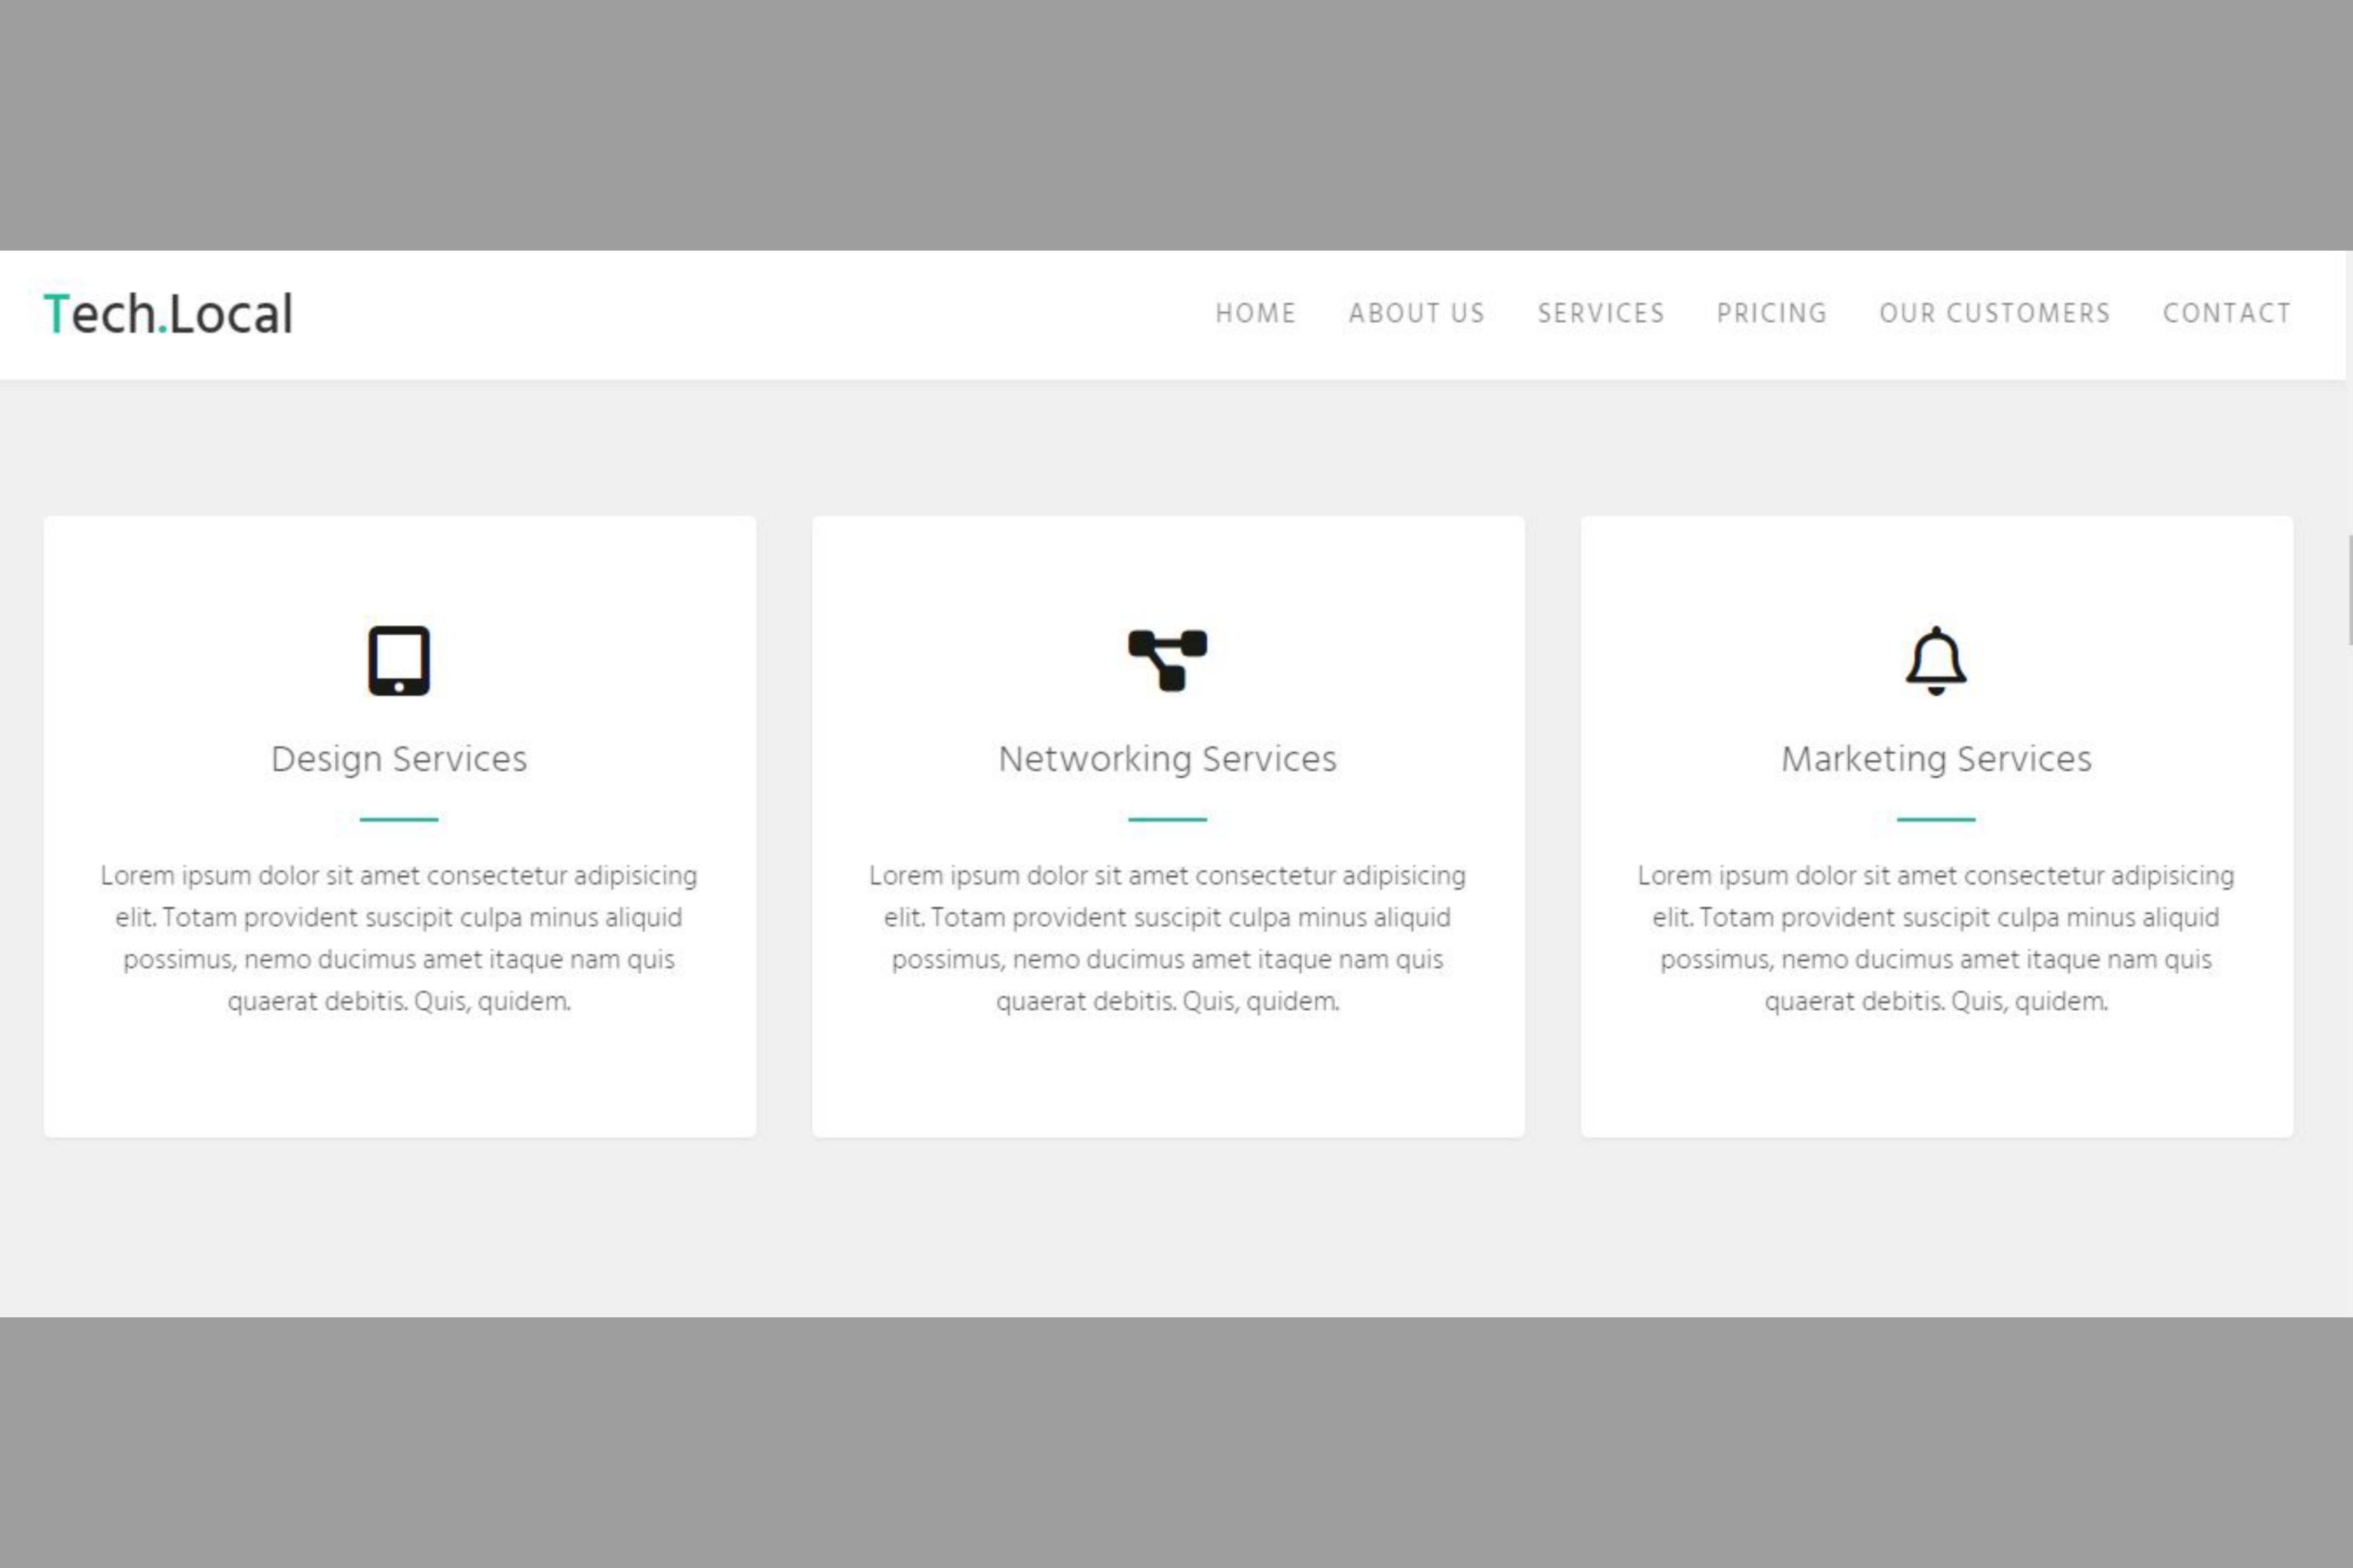 Tech.Local
HOME ABOUT US SERVICES PRICING OUR CUSTOMERS CONTACT
Design Services
Lorem ipsum dolor sit amet consectetur adipisicing
elit. Totam provident suscipit culpa minus aliquid
possimus, nemo ducimus amet itaque nam quis
quaerat debitis. Quis, quidem.
Networking Services
Lorem ipsum dolor sit amet consectetur adipisicing
elit. Totam provident suscipit culpa minus aliquid
possimus, nemo ducimus amet itaque nam quis
quaerat debitis. Quis, quidem.
Marketing Services
Lorem ipsum dolor sit amet consectetur adipisicing
elit. Totam provident suscipit culpa minus aliquid
possimus, nemo ducimus amet itaque nam quis
quaerat debitis. Quis, quidem.